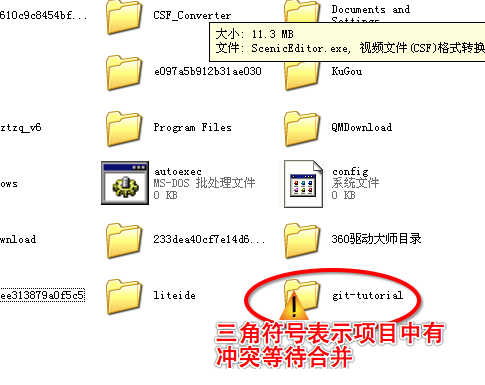 610c9c8454bf...
CSF_Converter
Documents and
Settings
大小: 11.3 MB
文件: ScenicEditor.exe, 视频文件(CSF)格式转换
e097a5b912b31ae030
KuGou
ztzq_v6
Program Files
QMDownload
autoexec
MS-DOS 批处理文件
0 KB
config
系统文件
0 KB
ows
wnload
233dea40cf7e14d6...
360驱动大师目录
ee313879a0f5c5
liteide
git-tutorial
三角符号表示项目中有
冲突等待合并